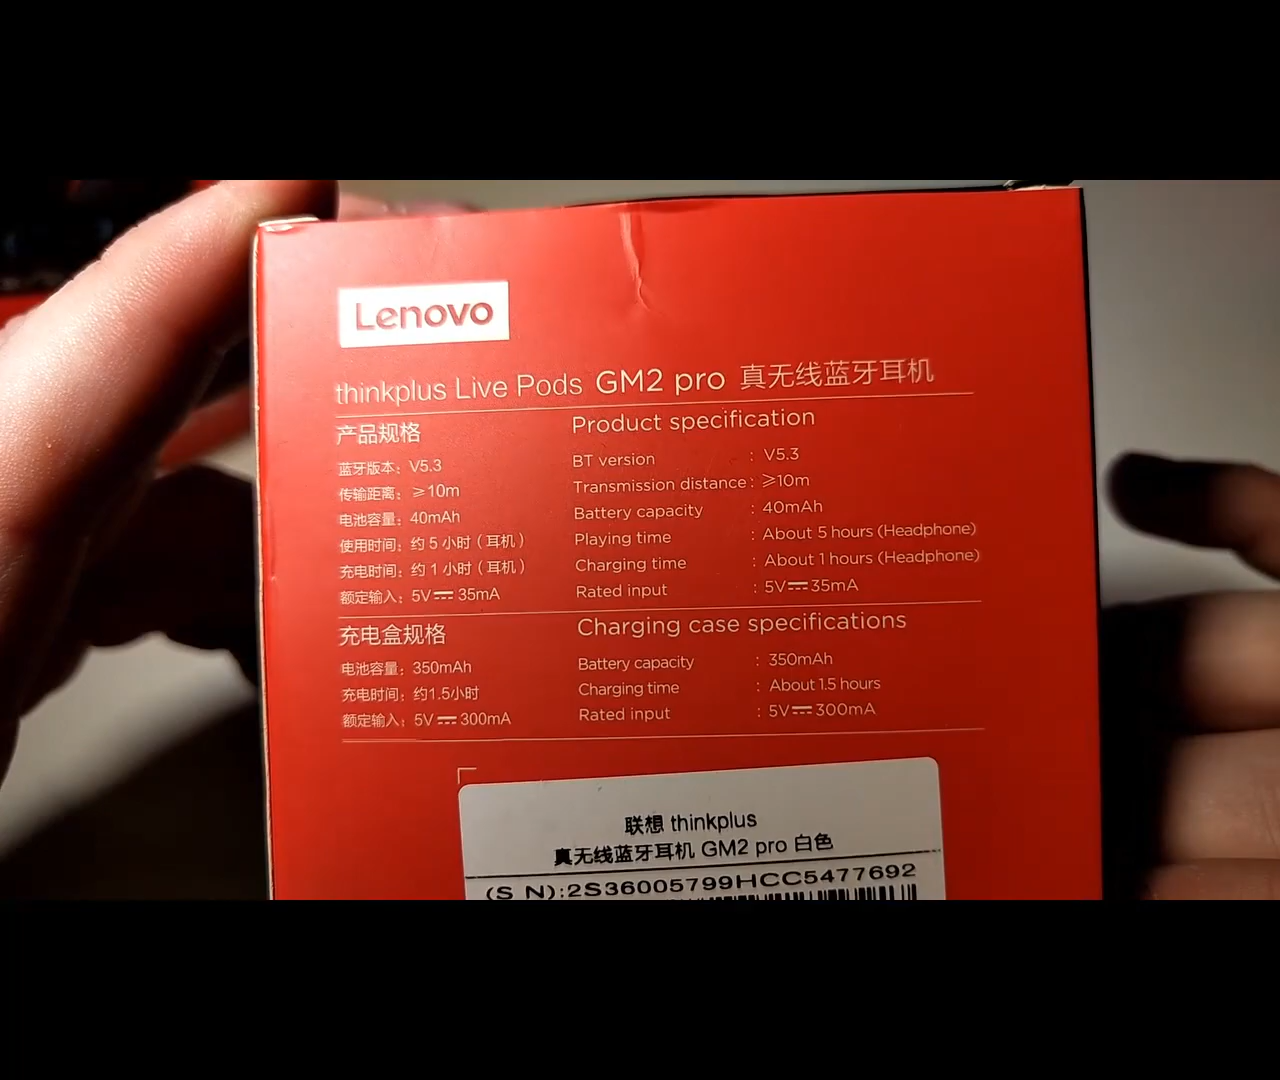 Lenovo
thinkplus Live Pods GM2 pro 真无线蓝牙耳机
产品规格 Product specification
蓝牙版本：V5.3 BT version : V5.3
传输距离：≥10m Transmission distance : ≥10m
电池容量：40mAh Battery capacity : 40mAh
使用时间：约 5 小时（耳机） Playing time : About 5 hours (Headphone)
充电时间：约 1 小时（耳机） Charging time : About 1 hours (Headphone)
额定输入：5V⎓35mA Rated input : 5V⎓35mA
充电盒规格 Charging case specifications
电池容量：350mAh Battery capacity : 350mAh
充电时间：约1.5小时 Charging time : About 1.5 hours
额定输入：5V⎓300mA Rated input : 5V⎓300mA
联想 thinkplus
真无线蓝牙耳机 GM2 pro 白色
(S N):2S36005799HCC5477692